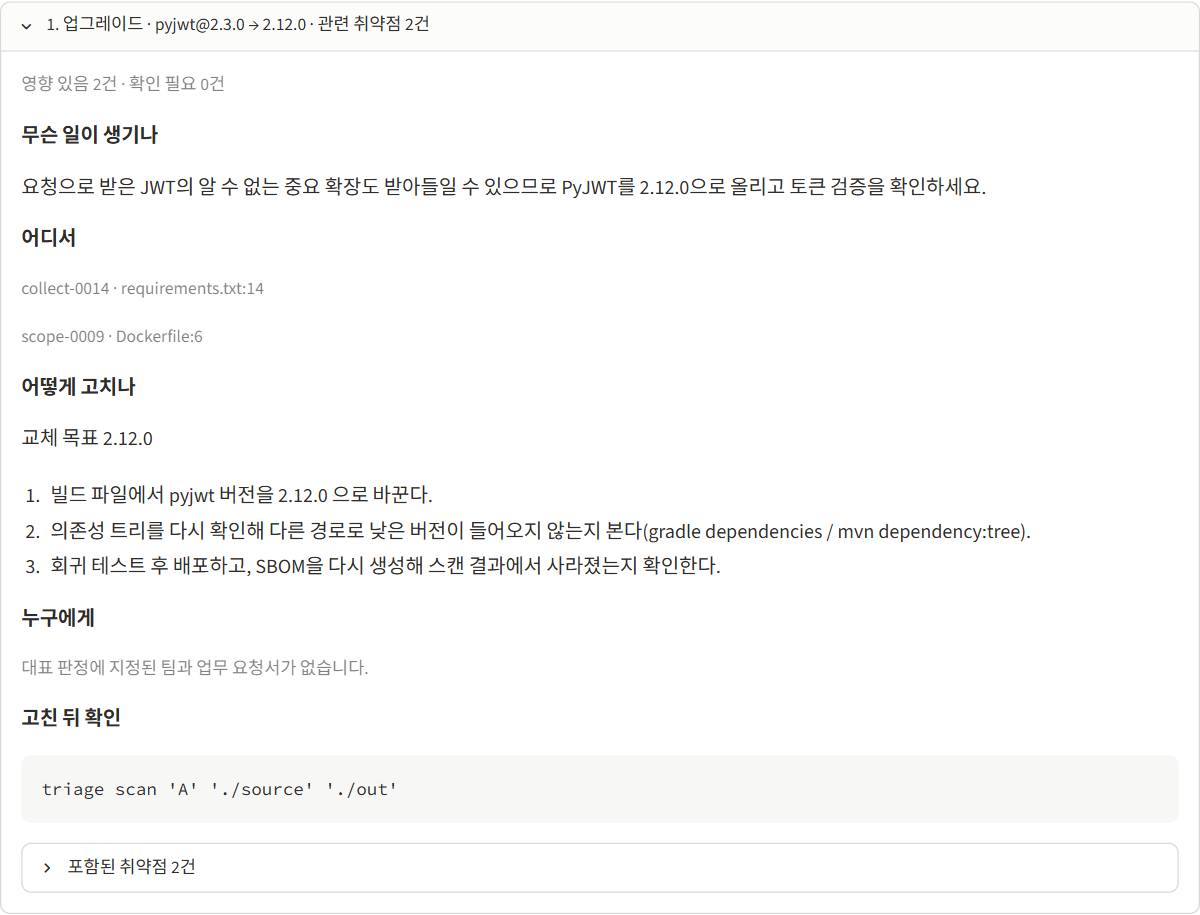 1. 업그레이드 · pyjwt@2.3.0 → 2.12.0 · 관련 취약점 2건
영향 있음 2건 · 확인 필요 0건
무슨 일이 생기나
요청으로 받은 JWT의 알 수 없는 중요 확장도 받아들일 수 있으므로 PyJWT를 2.12.0으로 올리고 토큰 검증을 확인하세요.
어디서
collect-0014 · requirements.txt:14
scope-0009 · Dockerfile:6
어떻게 고치나
교체 목표 2.12.0
1. 빌드 파일에서 pyjwt 버전을 2.12.0 으로 바꾼다.
2. 의존성 트리를 다시 확인해 다른 경로로 낮은 버전이 들어오지 않는지 본다(gradle dependencies / mvn dependency:tree).
3. 회귀 테스트 후 배포하고, SBOM을 다시 생성해 스캔 결과에서 사라졌는지 확인한다.
누구에게
대표 판정에 지정된 팀과 업무 요청서가 없습니다.
고친 뒤 확인
triage scan 'A' './source' './out'
포함된 취약점 2건